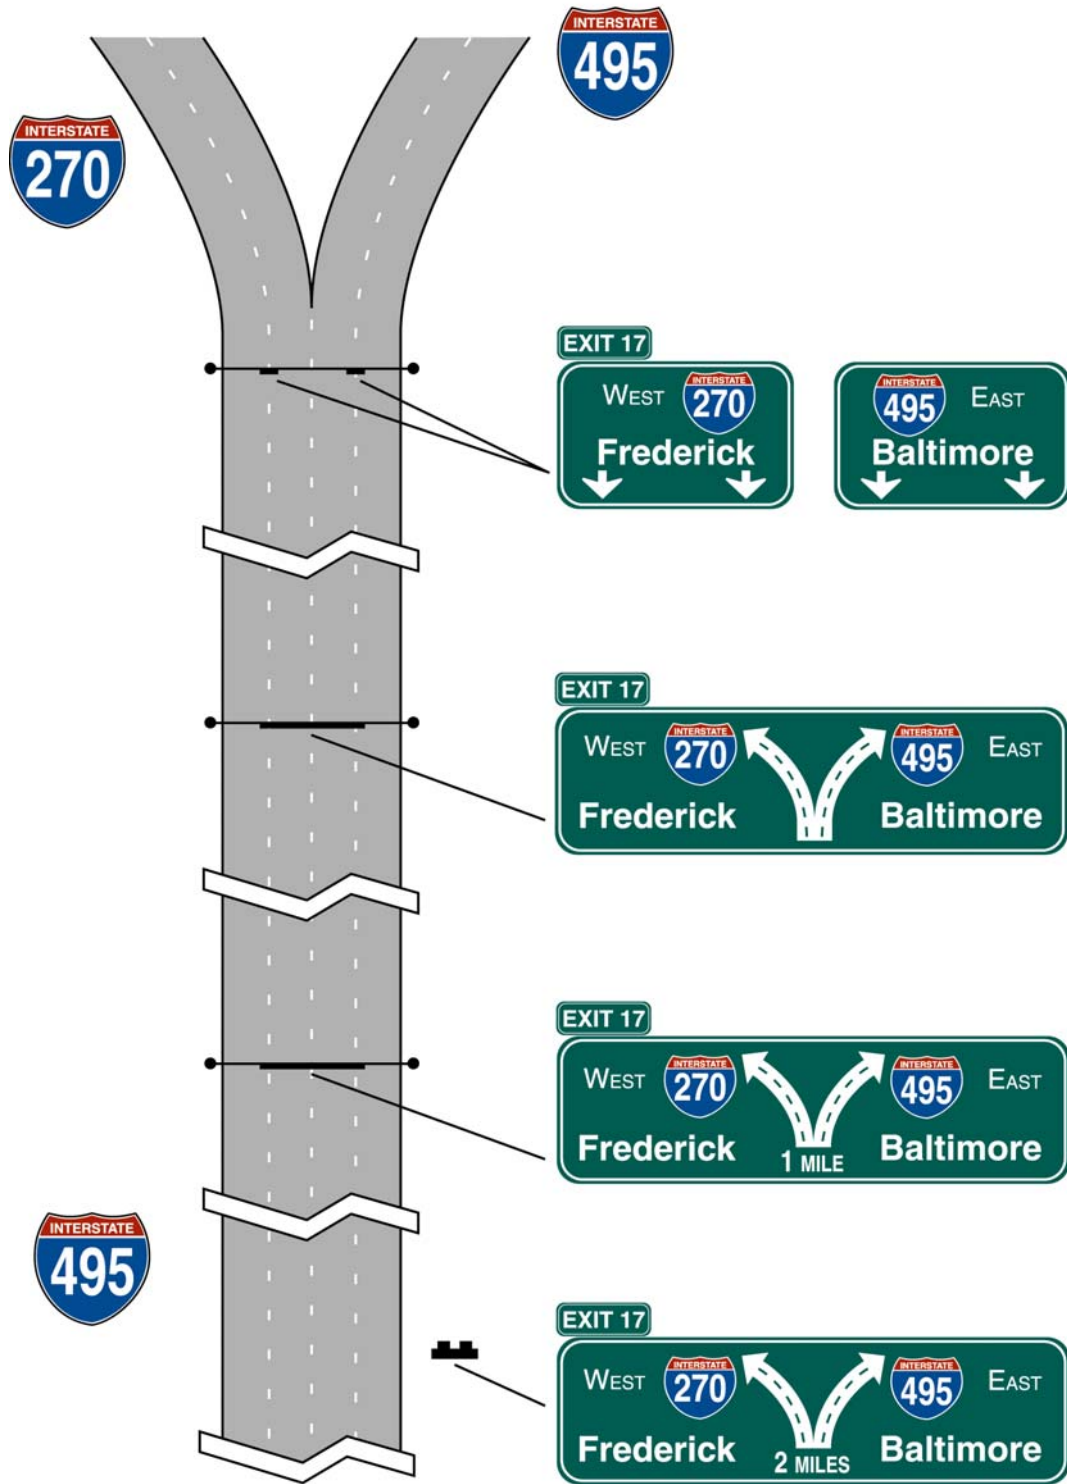 INTERSTATE
495
INTERSTATE
270
EXIT 17
WEST
INTERSTATE
270
Frederick
INTERSTATE
495
EAST
Baltimore
EXIT 17
WEST
INTERSTATE
270
INTERSTATE
495
EAST
Frederick
Baltimore
EXIT 17
WEST
INTERSTATE
270
INTERSTATE
495
EAST
Frederick
1 MILE
Baltimore
INTERSTATE
495
EXIT 17
WEST
INTERSTATE
270
INTERSTATE
495
EAST
Frederick
2 MILES
Baltimore